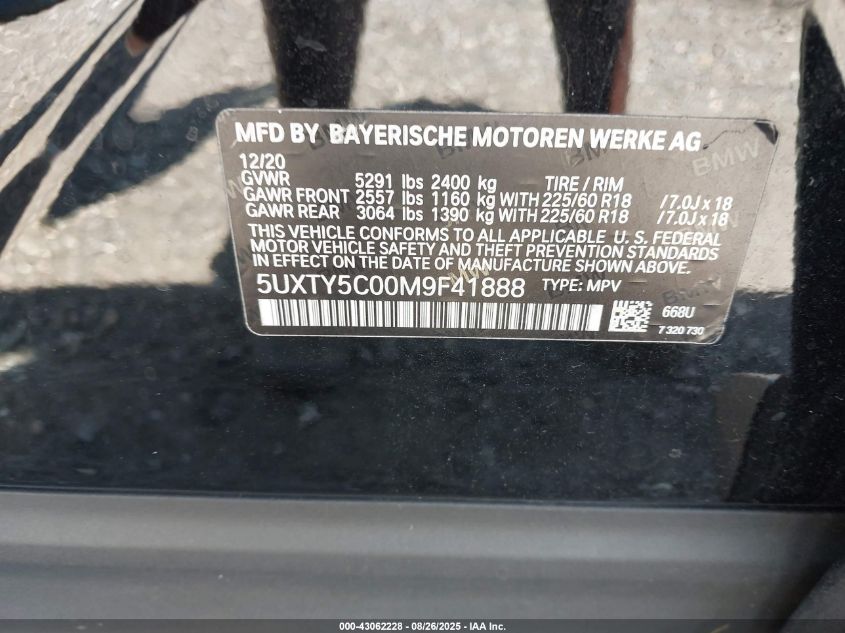 MFD BY BAYERISCHE MOTOREN WERKE AG
12/20
GVWR 5291 lbs 2400 kg TIRE / RIM
GAWR FRONT 2557 lbs 1160 kg WITH 225/60 R18 / 7.0J x 18
GAWR REAR 3064 lbs 1390 kg WITH 225/60 R18 / 7.0J x 18
THIS VEHICLE CONFORMS TO ALL APPLICABLE U. S. FEDERAL
MOTOR VEHICLE SAFETY AND THEFT PREVENTION STANDARDS
IN EFFECT ON THE DATE OF MANUFACTURE SHOWN ABOVE.
5UXTY5C00M9F41888 TYPE: MPV
668U
7 320 730
BMW
000-43062228 - 08/26/2025 - IAA Inc.